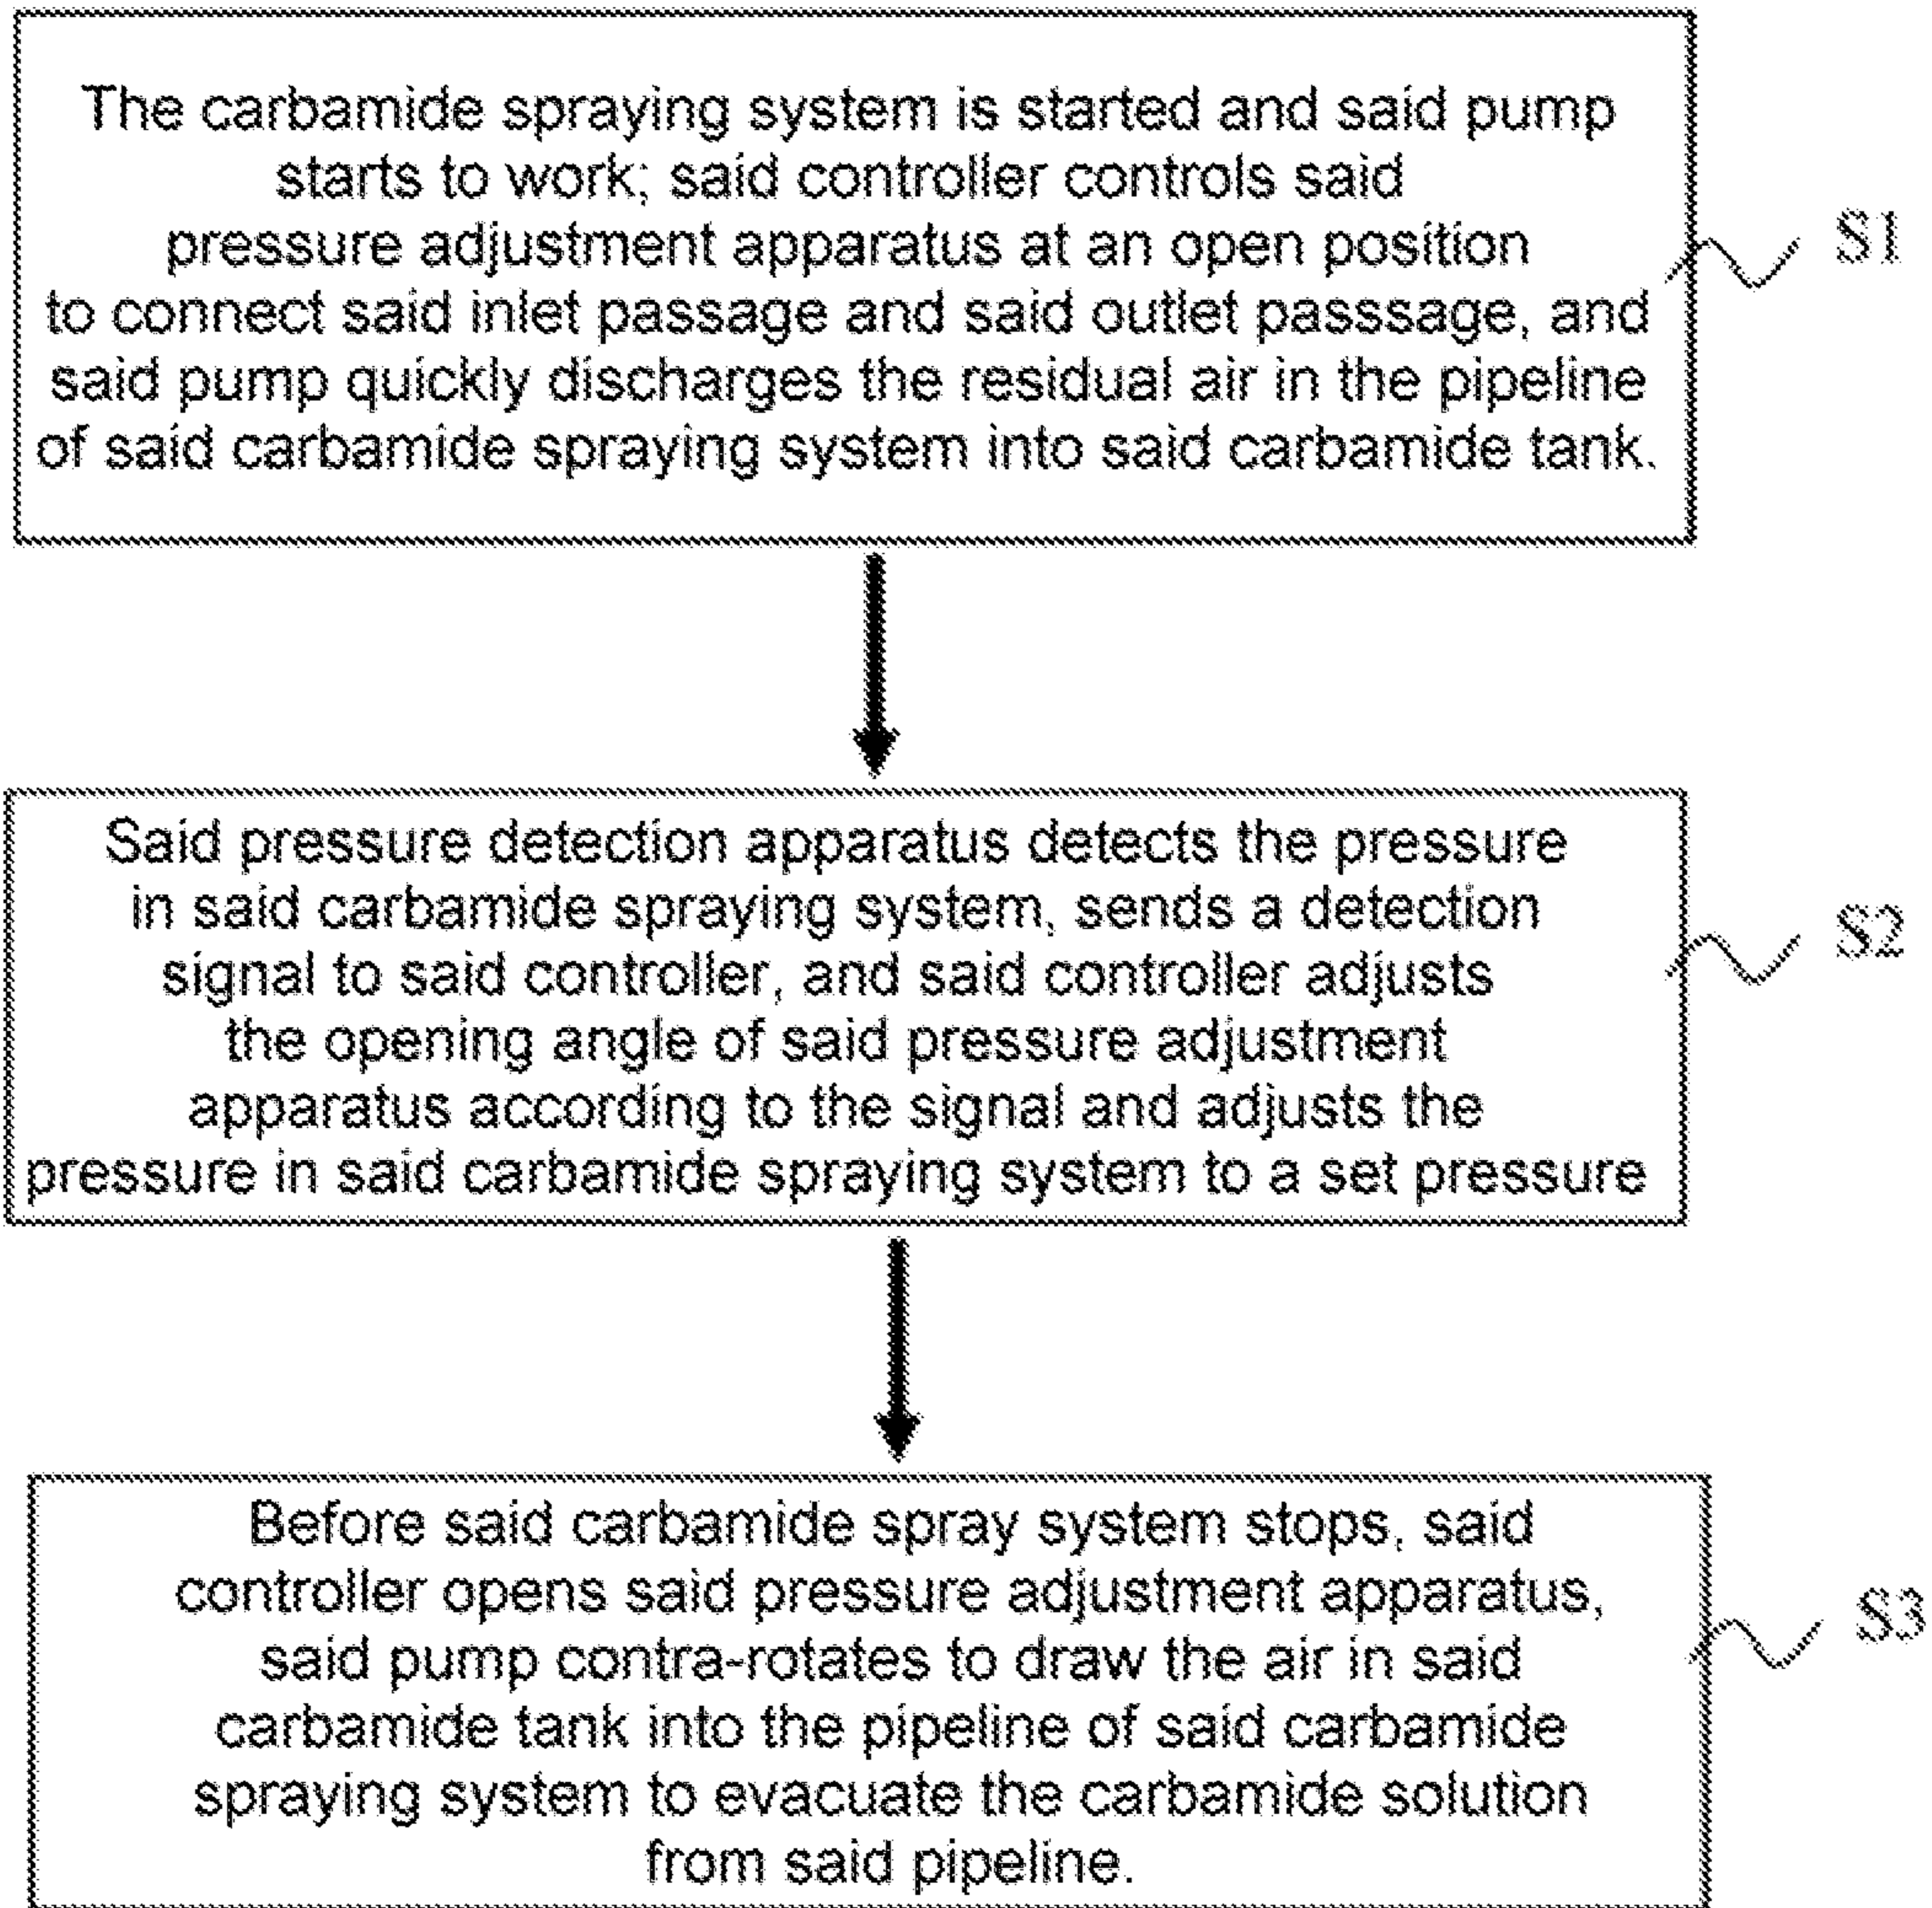 The carbamide spraying system is started and said pump
starts to work; said controller controls said
pressure adjustment apparatus at an open position
to connect said inlet passage and said outlet passsage, and
said pump quickly discharges the residual air in the pipeline
of said carbamide spraying system into said carbamide tank.
S1
Said pressure detection apparatus detects the pressure
in said carbamide spraying system, sends a detection
signal to said controller, and said controller adjusts
the opening angle of said pressure adjustment
apparatus according to the signal and adjusts the
pressure in said carbamide spraying system to a set pressure
S2
Before said carbamide spray system stops, said
controller opens said pressure adjustment apparatus,
said pump contra-rotates to draw the air in said
carbamide tank into the pipeline of said carbamide
spraying system to evacuate the carbamide solution
from said pipeline.
S3